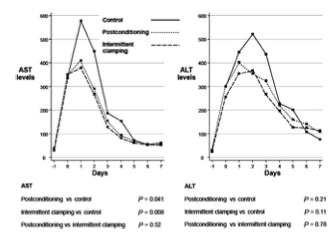 Control
Postconditioning
Intermittent
clamping
AST
levels
600
500
400
300
200
100
0
-1 0 1 2 3 4 5 6 7
Days
ALT
levels
600
500
400
300
200
100
0
-1 0 1 2 3 4 5 6 7
Days
AST
Postconditioning vs control P = 0.041
Intermittent clamping vs control P = 0.008
Postconditioning vs intermittent clamping P = 0.52
ALT
Postconditioning vs control P = 0.21
Intermittent clamping vs control P = 0.11
Postconditioning vs intermittent clamping P = 0.78